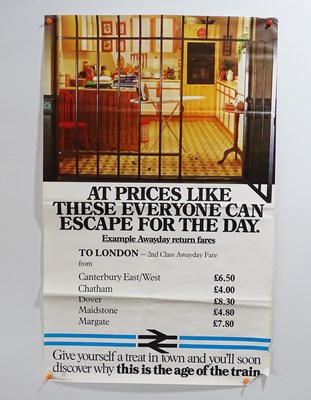 AT PRICES LIKE
THESE EVERYONE CAN
ESCAPE FOR THE DAY.
Example Awayday return fares
TO LONDON – 2nd Class Awayday Fare
from
Canterbury East/West £6.50
Chatham £4.00
Dover £8.30
Maidstone £4.80
Margate £7.80
Give yourself a treat in town and you'll soon
discover why this is the age of the train